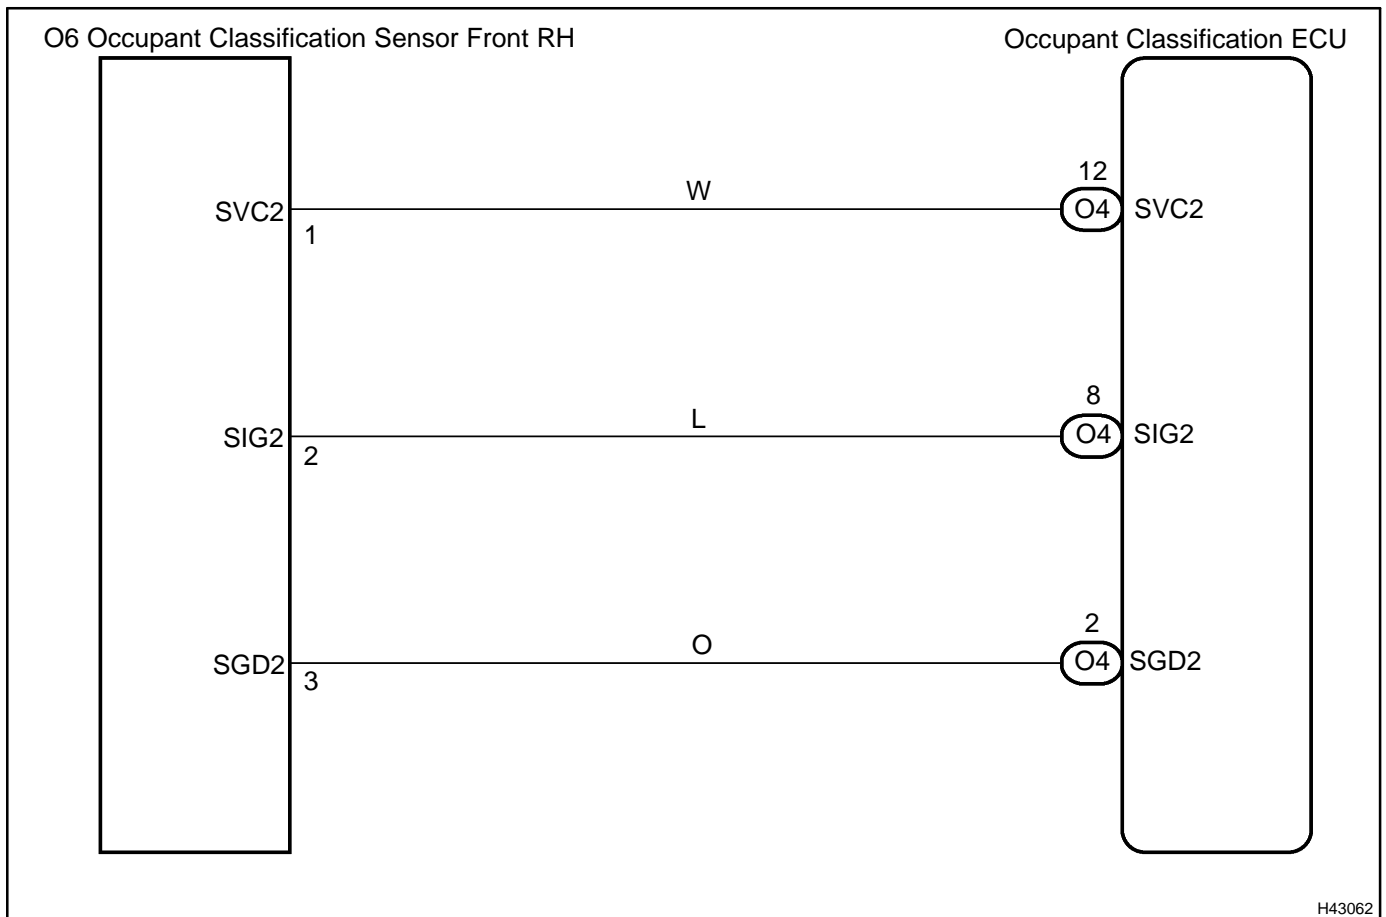 O6 Occupant Classification Sensor Front RH
Occupant Classification ECU
SVC2
1
W
12
O4
SVC2
SIG2
2
L
8
O4
SIG2
SGD2
3
O
2
O4
SGD2
H43062